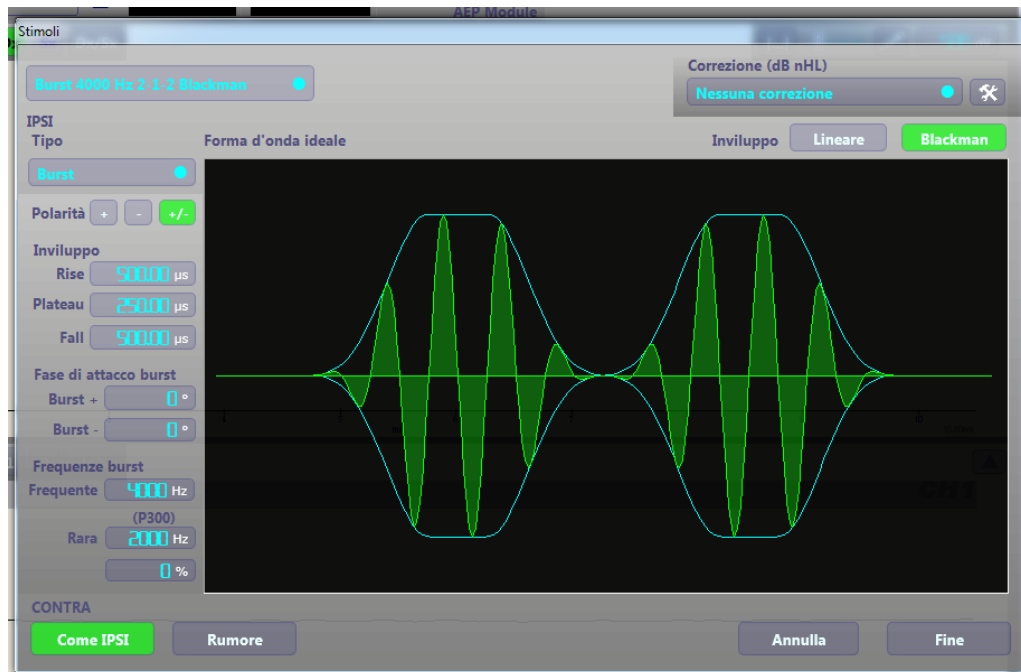 AEP Module
Stimoli
Burst 4000 Hz 2-1-2 Blackman
Correzione (dB nHL)
Nessuna correzione
IPSI
Tipo
Forma d'onda ideale
Inviluppo
Lineare
Blackman
Burst
Polarità + - +/-
Inviluppo
Rise 500.00 µs
Plateau 250.00 µs
Fall 500.00 µs
Fase di attacco burst
Burst + 0 °
Burst - 0 °
Frequenze burst
Frequente 4000 Hz
(P300)
Rara 2000 Hz
0 %
CONTRA
Come IPSI
Rumore
Annulla
Fine